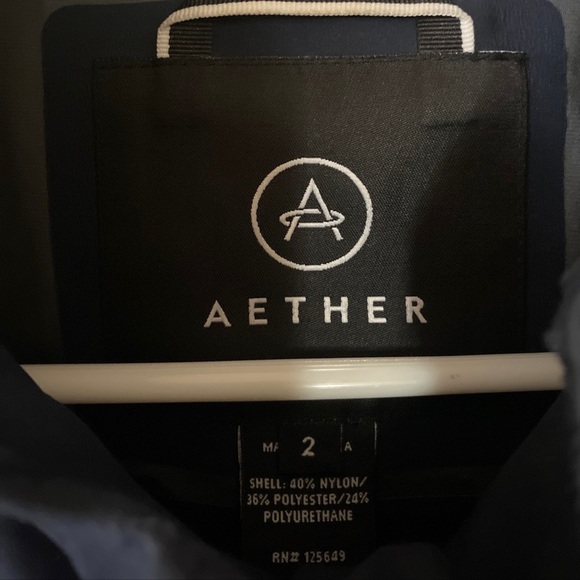 AETHER
2
SHELL: 40% NYLON/
36% POLYESTER/24%
POLYURETHANE
RN# 125649